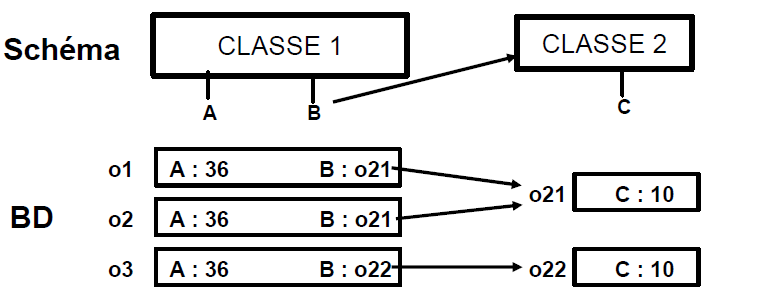 Schéma CLASSE 1 CLASSE 2
A B C
o1 A : 36 B : o21
o21 C : 10
BD o2 A : 36 B : o21
o3 A : 36 B : o22 o22 C : 10